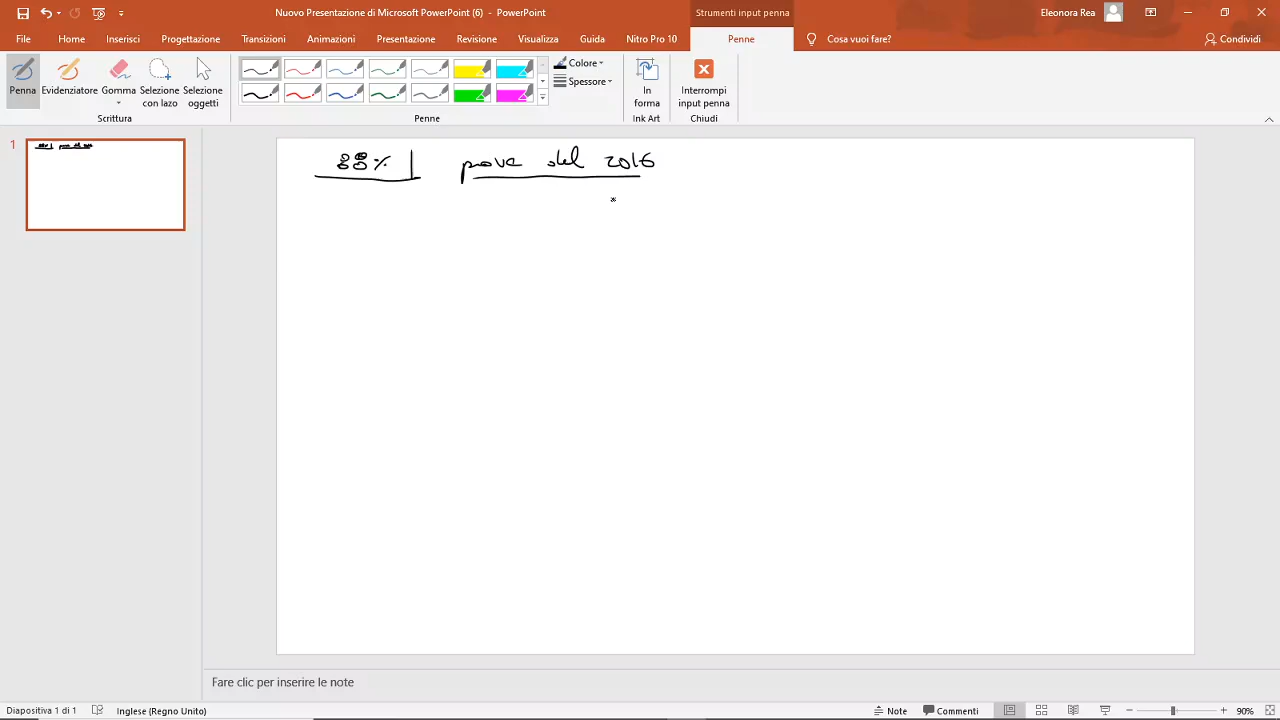 Nuovo Presentazione di Microsoft PowerPoint (6) - PowerPoint
Strumenti input penna
Eleonora Rea
File Home Inserisci Progettazione Transizioni Animazioni Presentazione Revisione Visualizza Guida Nitro Pro 10 Penne Cosa vuoi fare? Condividi
Penna Evidenziatore Gomma Selezione con lazo Selezione oggetti
Colore
Spessore
In forma
Interrompi input penna
Scrittura Penne Ink Art Chiudi
1
88% prove del 2016
Fare clic per inserire le note
Diapositiva 1 di 1 Inglese (Regno Unito) Note Commenti 90%